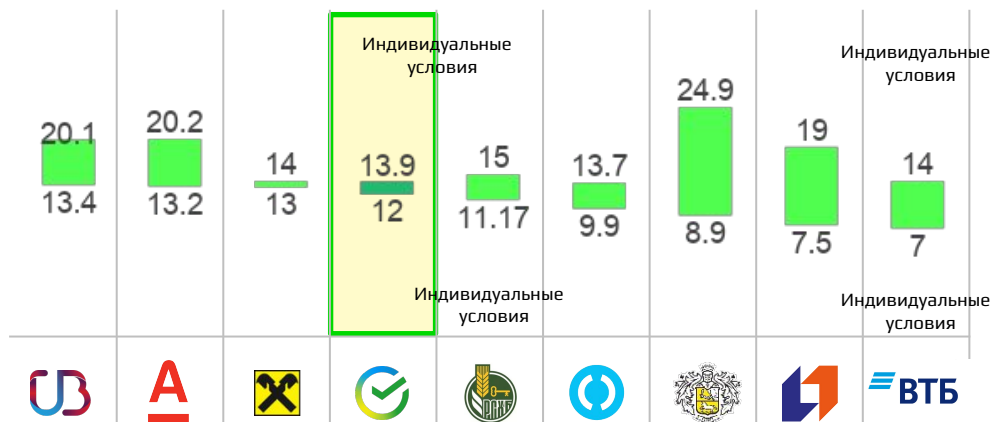 Индивидуальные
условия
Индивидуальные
условия
24.9
20.1
20.2
14
13.9
15
13.7
19
14
13.4
13.2
13
12
11.17
9.9
8.9
7.5
7
Индивидуальные
условия
Индивидуальные
условия
UB
А
РСХБ
ВТБ